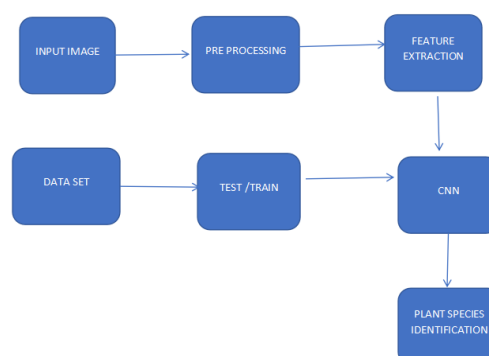 INPUT IMAGE
PRE PROCESSING
FEATURE
EXTRACTION
DATA SET
TEST /TRAIN
CNN
PLANT SPECIES
IDENTIFICATION